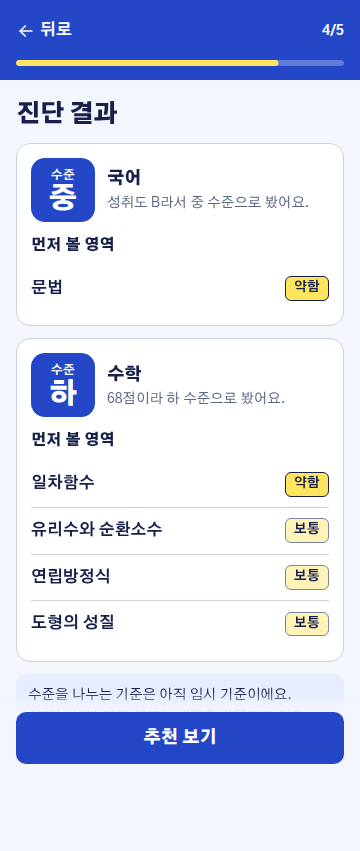 ← 뒤로
4/5
진단 결과
수준
중
국어
성취도 B라서 중 수준으로 봤어요.
먼저 볼 영역
문법
약함
수준
하
수학
68점이라 하 수준으로 봤어요.
먼저 볼 영역
일차함수
약함
유리수와 순환소수
보통
연립방정식
보통
도형의 성질
보통
수준을 나누는 기준은 아직 임시 기준이에요.
추천 보기